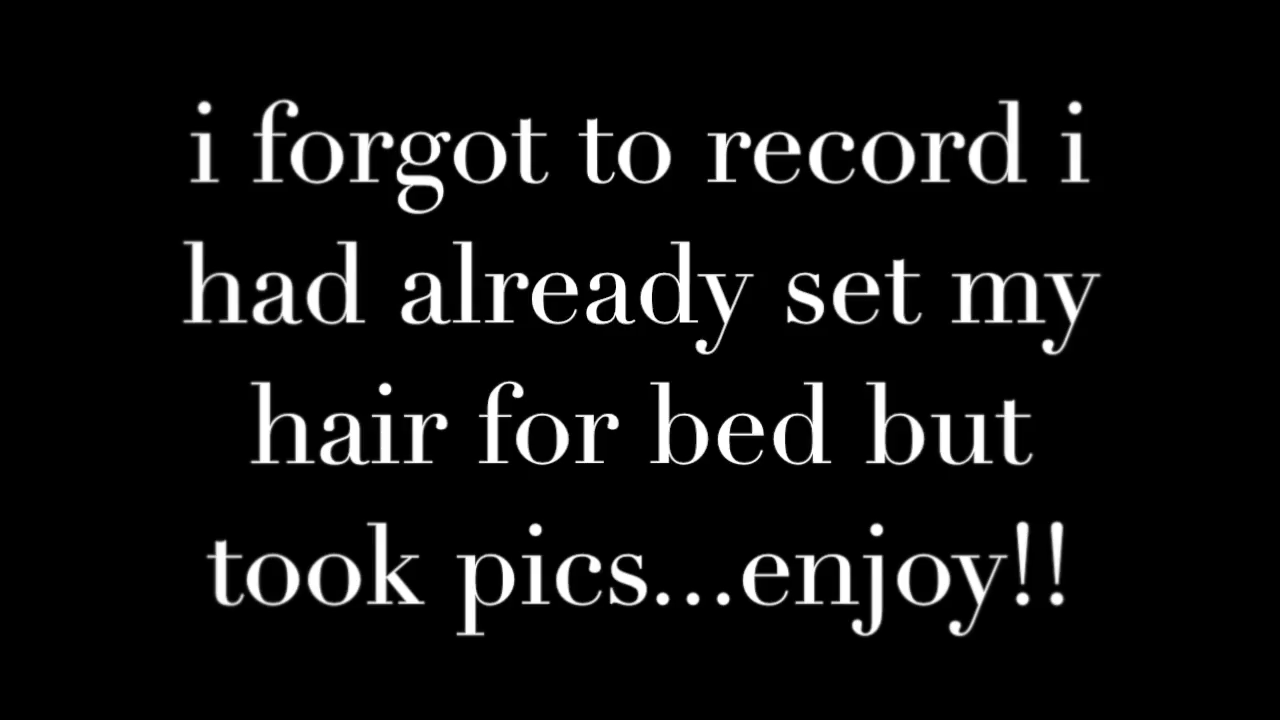 i forgot to record i
had already set my
hair for bed but
took pics...enjoy!!